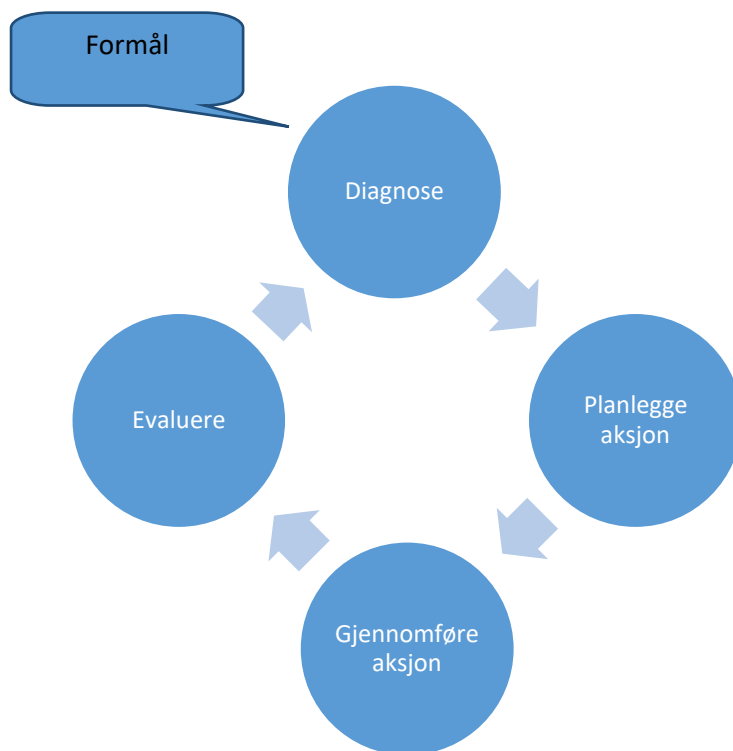 Formål
Diagnose
Planlegge
aksjon
Gjennomføre
aksjon
Evaluere